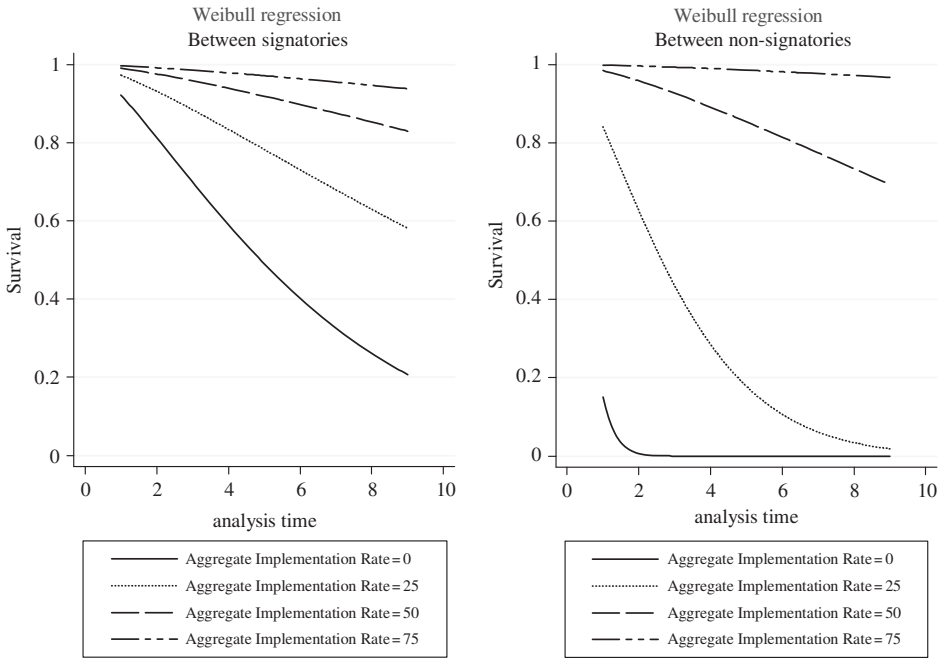 Weibull regression
Between signatories
Survival
1
0.8
0.6
0.4
0.2
0
0
2
4
6
8
10
analysis time
Aggregate Implementation Rate=0
Aggregate Implementation Rate=25
Aggregate Implementation Rate=50
Aggregate Implementation Rate=75
Weibull regression
Between non-signatories
Survival
1
0.8
0.6
0.4
0.2
0
0
2
4
6
8
10
analysis time
Aggregate Implementation Rate=0
Aggregate Implementation Rate=25
Aggregate Implementation Rate=50
Aggregate Implementation Rate=75